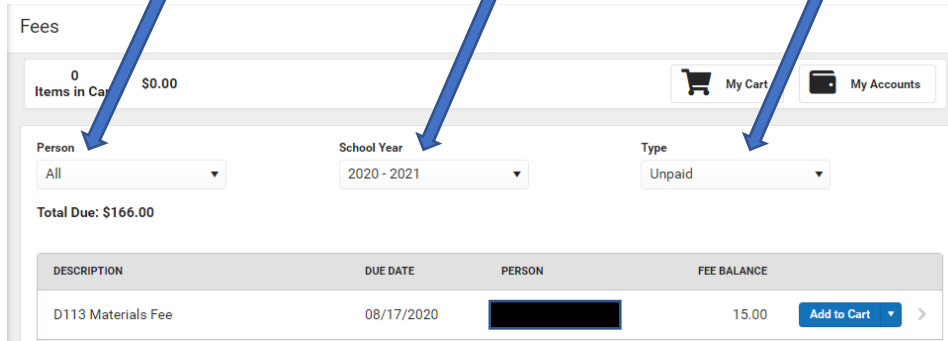 Fees
0
Items in Cart $0.00 My Cart My Accounts
Person School Year Type
All 2020 - 2021 Unpaid
Total Due: $166.00
DESCRIPTION DUE DATE PERSON FEE BALANCE
D113 Materials Fee 08/17/2020 15.00 Add to Cart